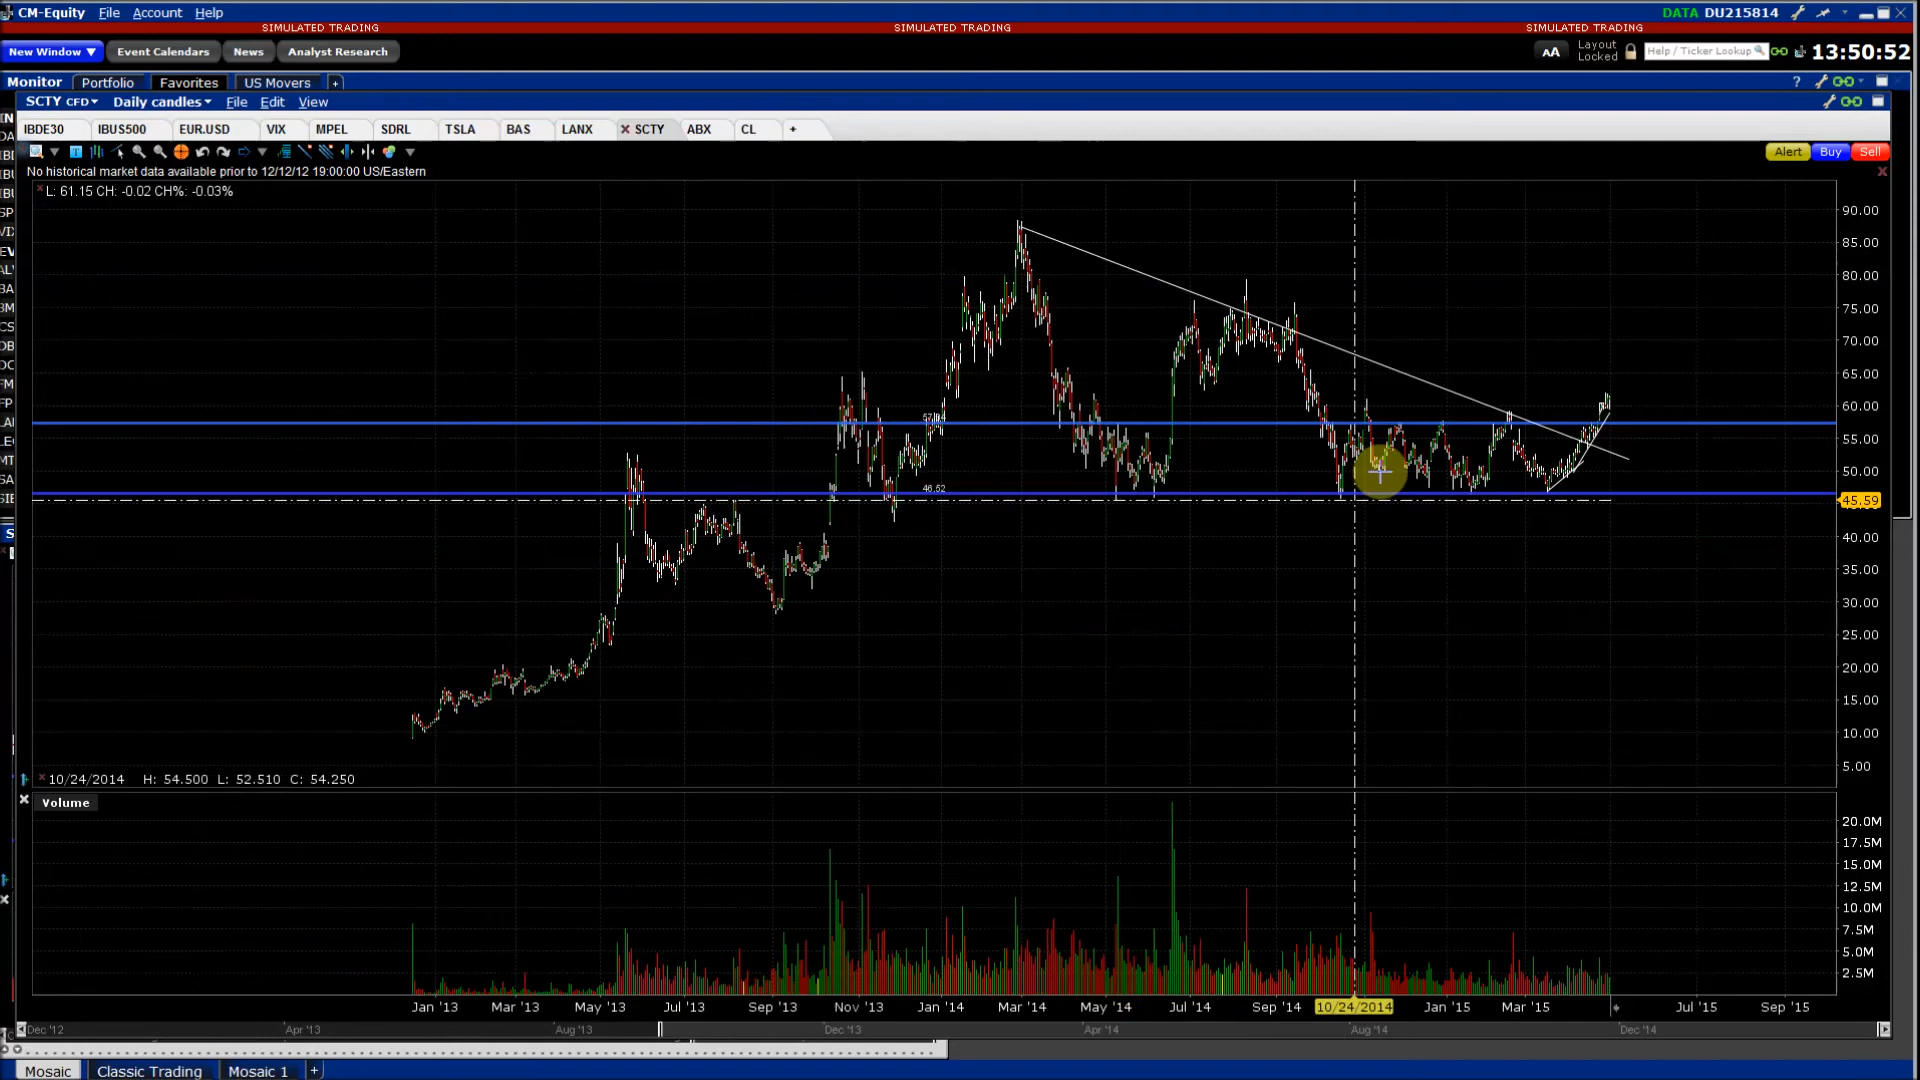 CM-Equity File Account Help DATA DU215814
SIMULATED TRADING SIMULATED TRADING SIMULATED TRADING
New Window ▼ Event Calendars News Analyst Research AA Layout Locked Help / Ticker Lookup 13:50:52
Monitor Portfolio Favorites US Movers + ?
SCTY CFD▾ Daily candles▾ File Edit View
IBDE30 IBUS500 EUR.USD VIX MPEL SDRL TSLA BAS LANX SCTY ABX CL +
Alert Buy Sell
No historical market data available prior to 12/12/12 19:00:00 US/Eastern
L: 61.15 CH: -0.02 CH%: -0.03%
90.00
85.00
80.00
75.00
70.00
65.00
60.00
55.00
50.00
46.52
45.59
40.00
35.00
30.00
25.00
20.00
15.00
10.00
5.00
10/24/2014 H: 54.500 L: 52.510 C: 54.250
Volume
20.0M
17.5M
15.0M
12.5M
10.0M
7.5M
5.0M
2.5M
Jan '13 Mar '13 May '13 Jul '13 Sep '13 Nov '13 Jan '14 Mar '14 May '14 Jul '14 Sep '14 10/24/2014 Jan '15 Mar '15 Jul '15 Sep '15
Dec '12 Apr '13 Aug '13 Dec '13 Apr '14 Aug '14 Dec '14
Mosaic Classic Trading Mosaic 1 +